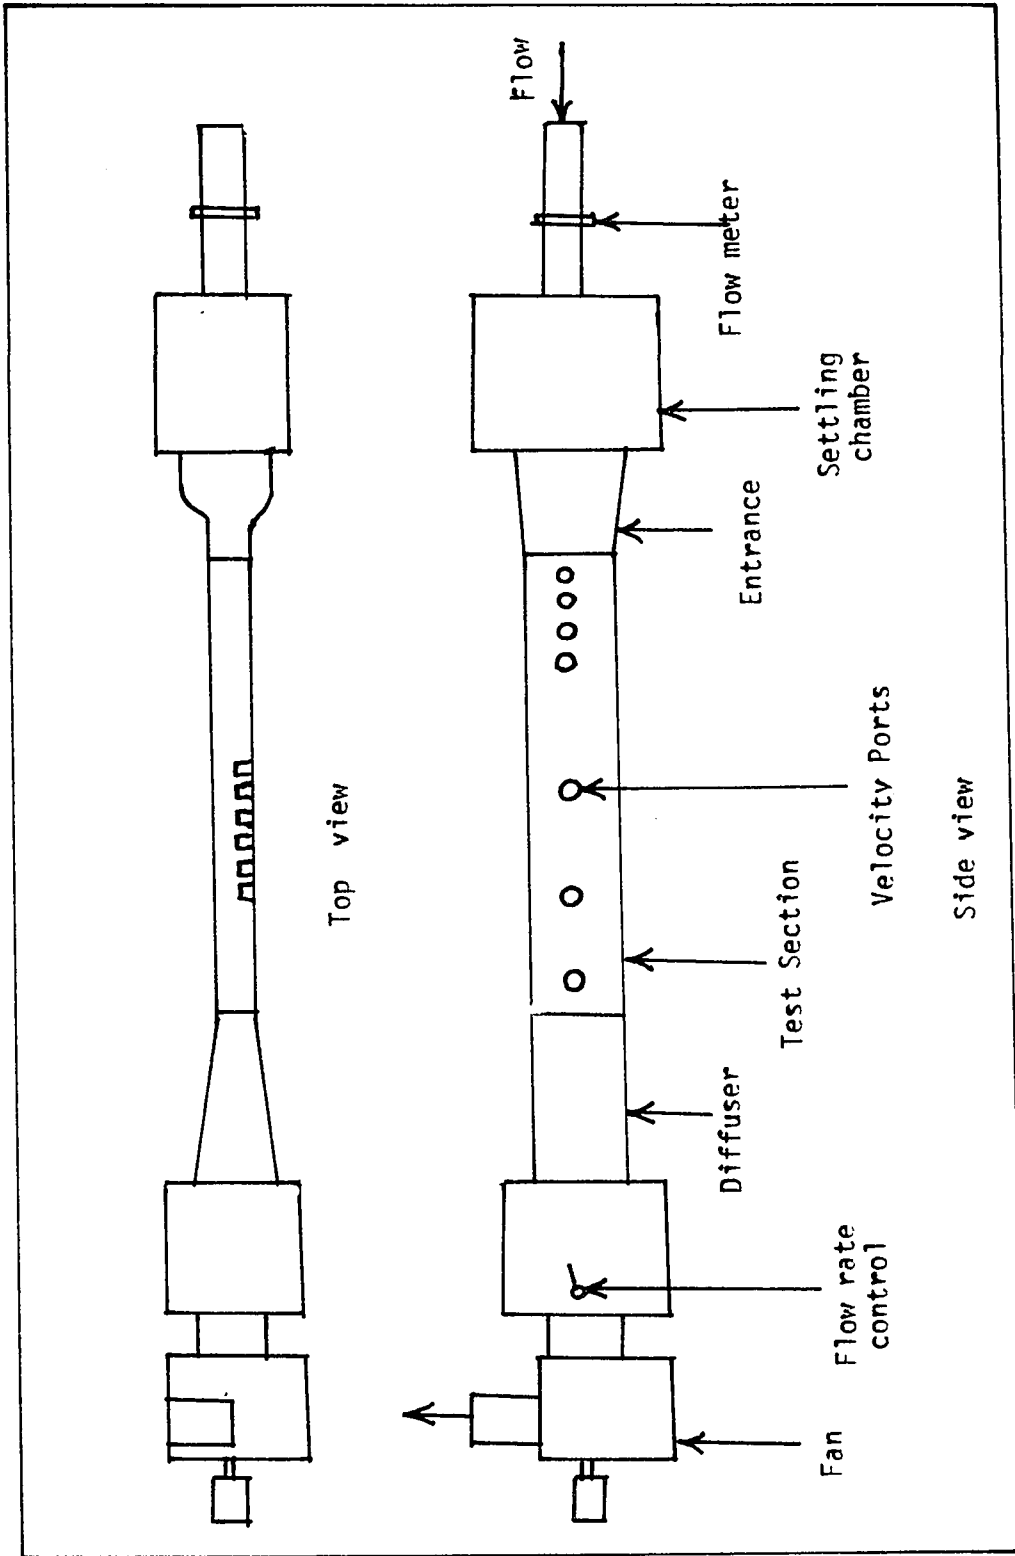 Top view
Flow
Flow meter
Settling
chamber
Entrance
Velocity Ports
Test Section
Diffuser
Flow rate
control
Fan
Side view